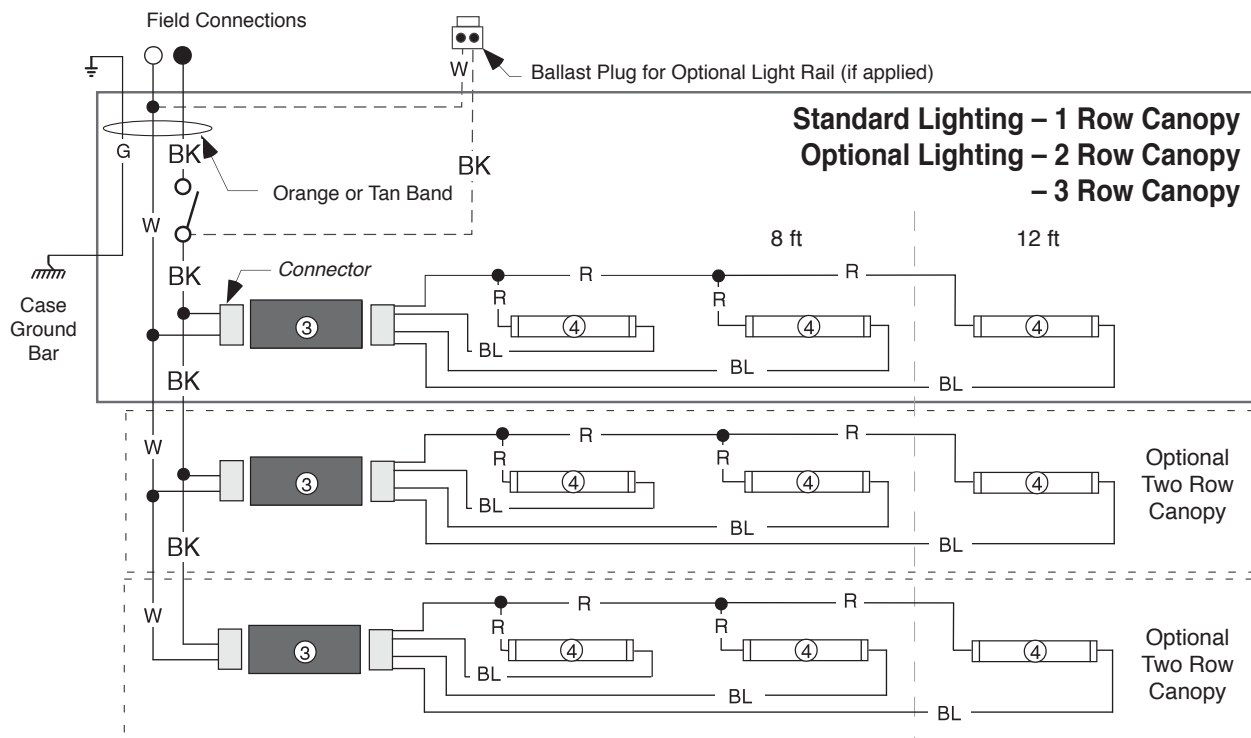 Field Connections
W
Ballast Plug for Optional Light Rail (if applied)
Standard Lighting – 1 Row Canopy
Optional Lighting – 2 Row Canopy
– 3 Row Canopy
G
BK
BK
Orange or Tan Band
W
8 ft
12 ft
BK
Connector
R
R
Case
Ground
Bar
R
R
3
4
4
4
BL
BL
BK
BL
W
R
R
R
R
Optional
Two Row
Canopy
3
4
4
4
BL
BL
BK
BL
W
R
R
R
R
Optional
Two Row
Canopy
3
4
4
4
BL
BL
BL